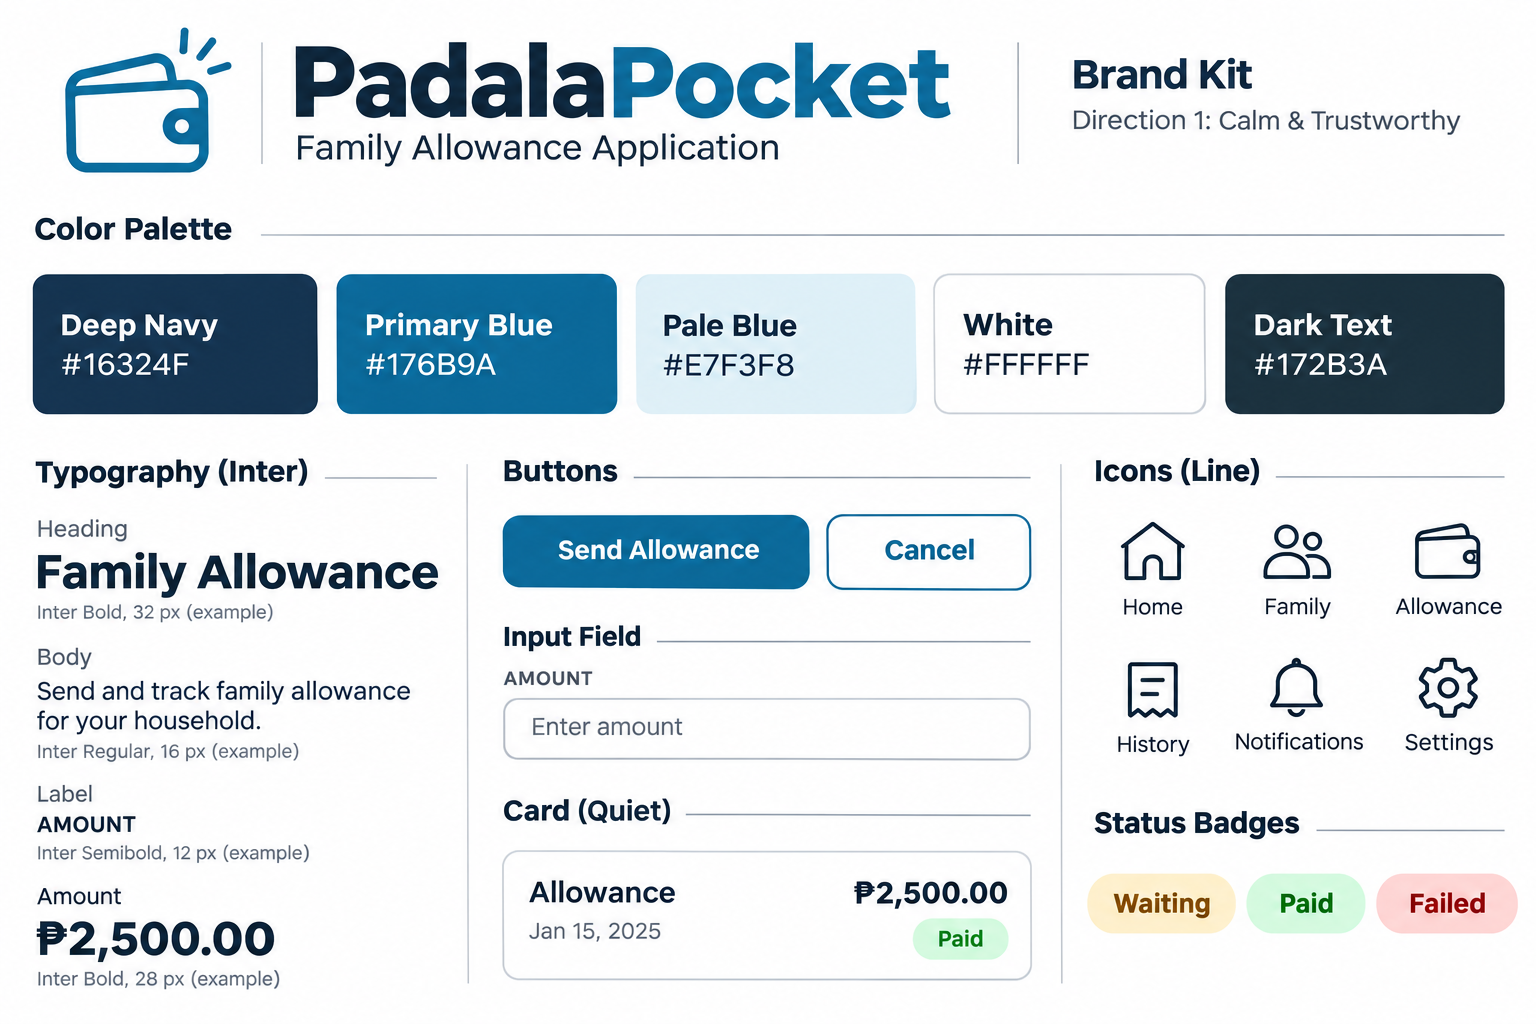 PadalaPocket
Family Allowance Application
Brand Kit
Direction 1: Calm & Trustworthy
Color Palette
Deep Navy
#16324F
Primary Blue
#176B9A
Pale Blue
#E7F3F8
White
#FFFFFF
Dark Text
#172B3A
Typography (Inter)
Heading
Family Allowance
Inter Bold, 32 px (example)
Body
Send and track family allowance
for your household.
Inter Regular, 16 px (example)
Label
AMOUNT
Inter Semibold, 12 px (example)
Amount
₱2,500.00
Inter Bold, 28 px (example)
Buttons
Send Allowance
Cancel
Input Field
AMOUNT
Enter amount
Card (Quiet)
Allowance
₱2,500.00
Jan 15, 2025
Paid
Icons (Line)
Home
Family
Allowance
History
Notifications
Settings
Status Badges
Waiting
Paid
Failed